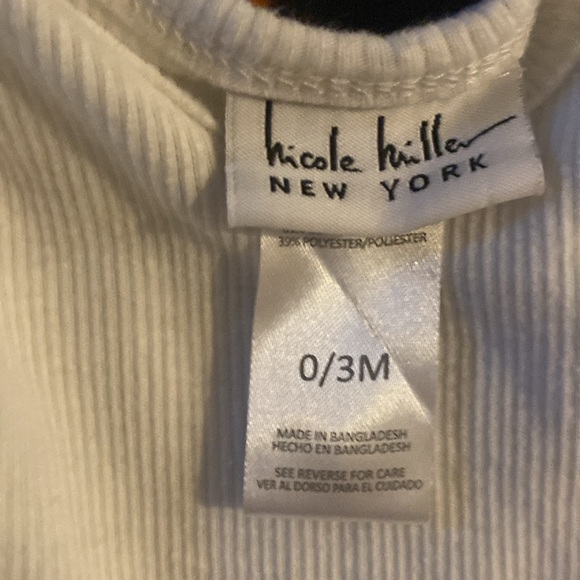 nicole miller
NEW YORK
39% POLYESTER/POLIESTER
0/3M
MADE IN BANGLADESH
HECHO EN BANGLADESH
SEE REVERSE FOR CARE
VER AL DORSO PARA EL CUIDADO